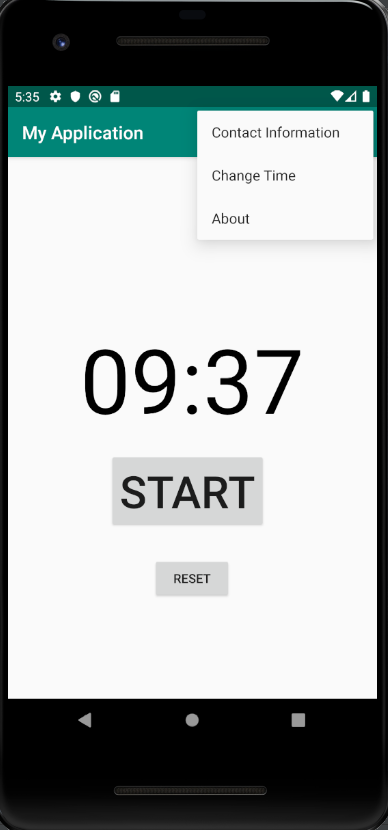 5:35
My Application
Contact Information
Change Time
About
09:37
START
RESET